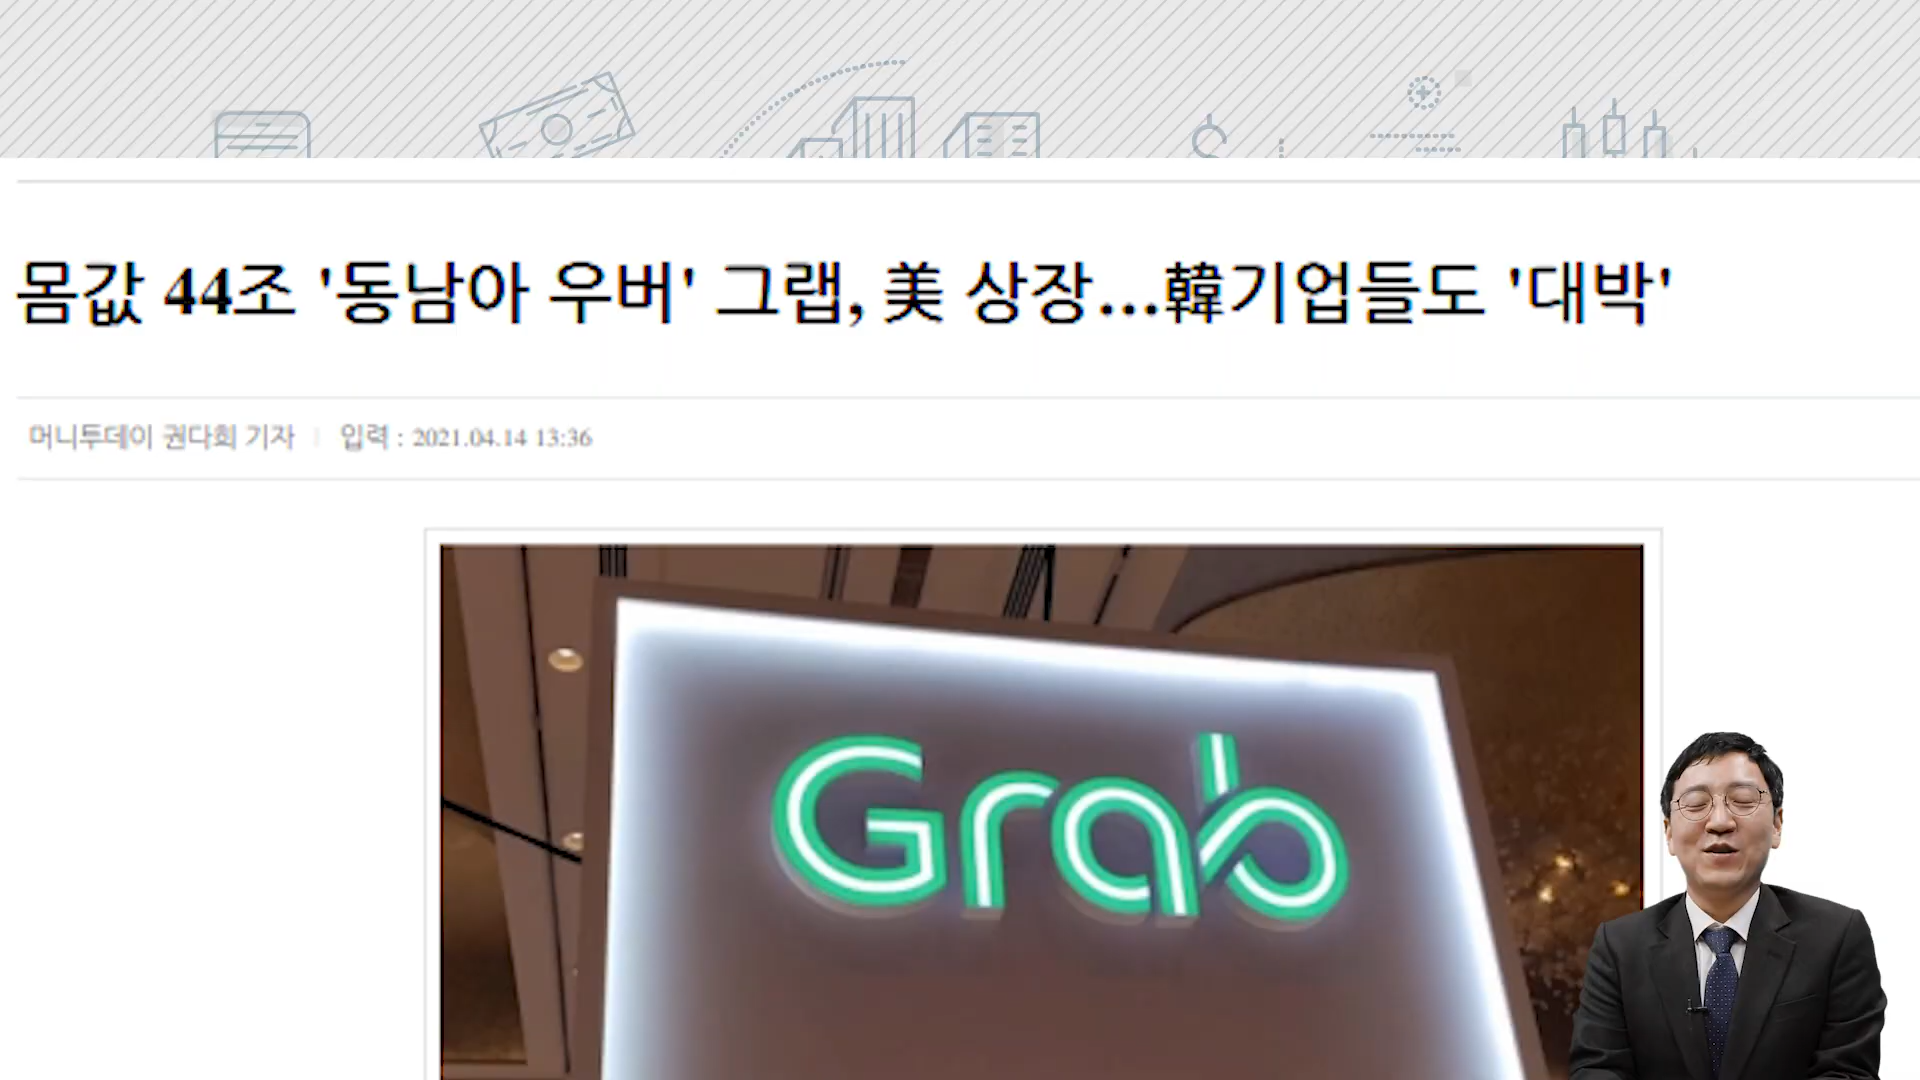 몸값 44조 '동남아 우버' 그랩, 美 상장...韓기업들도 '대박'
머니투데이 권다희 기자 | 입력 : 2021.04.14 13:36
Grab